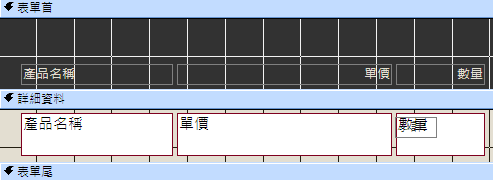 表單首
產品名稱 單價 數量
詳細資料
產品名稱 單價 數量
表單尾